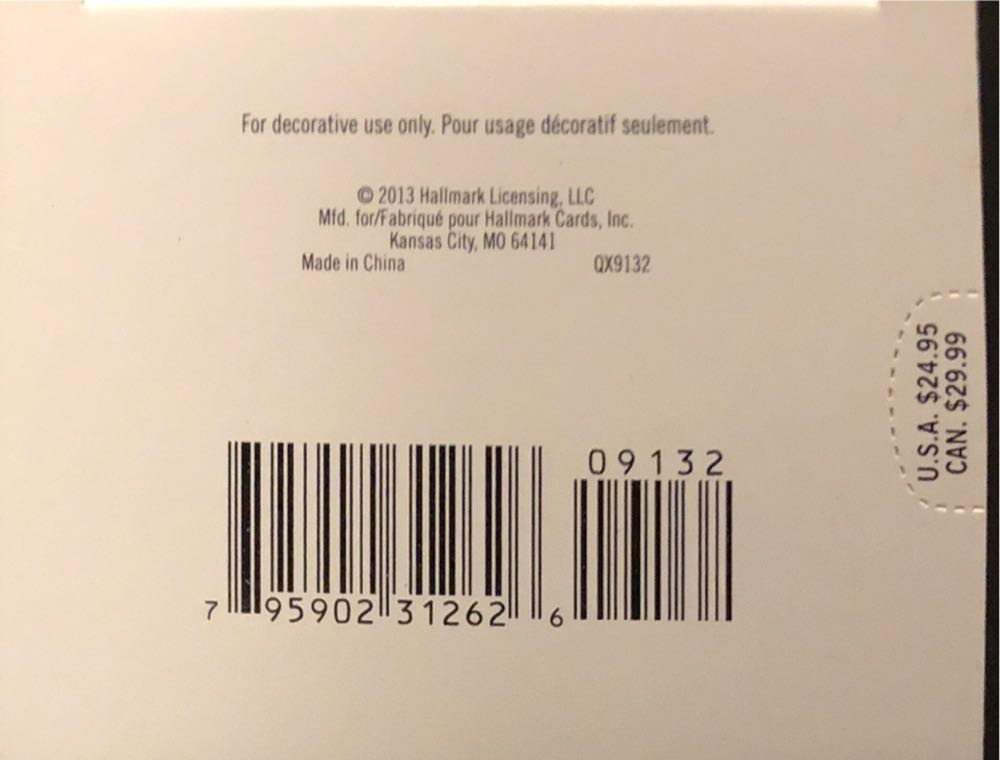 For decorative use only. Pour usage décoratif seulement.
© 2013 Hallmark Licensing, LLC
Mfd. for/Fabriqué pour Hallmark Cards, Inc.
Kansas City, MO 64141
Made in China QX9132
U.S.A. $24.95
CAN. $29.99
09132
7 95902 31262 6